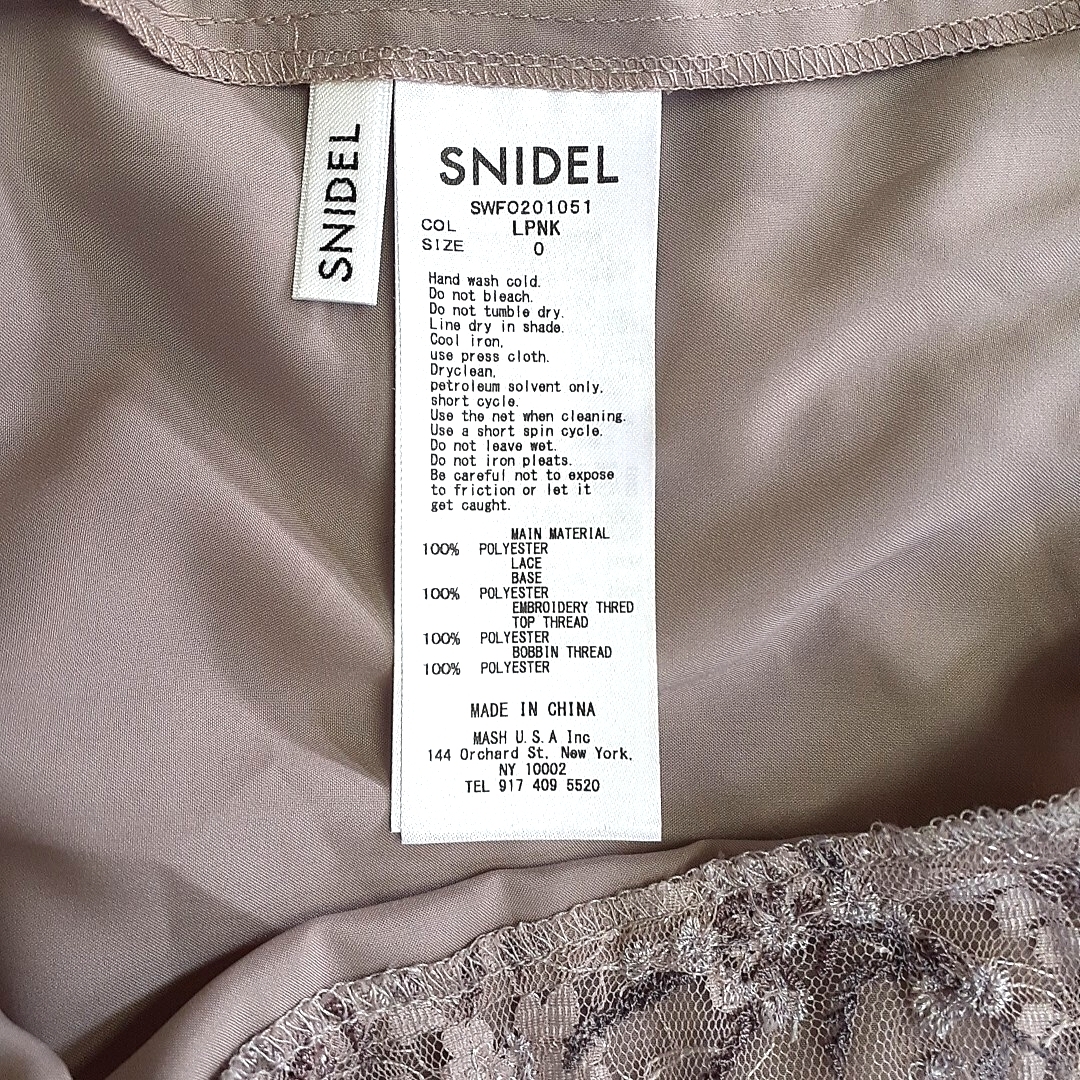 SNIDEL
SNIDEL
SWFO201051
COL LPNK
SIZE 0
Hand wash cold.
Do not bleach.
Do not tumble dry.
Line dry in shade.
Cool iron,
use press cloth.
Dryclean,
petroleum solvent only.
short cycle.
Use the net when cleaning.
Use a short spin cycle.
Do not leave wet.
Do not iron pleats.
Be careful not to expose
to friction or let it
get caught.
MAIN MATERIAL
100% POLYESTER
LACE
BASE
100% POLYESTER
EMBROIDERY THRED
TOP THREAD
100% POLYESTER
BOBBIN THREAD
100% POLYESTER
MADE IN CHINA
MASH U.S.A Inc
144 Orchard St. New York,
NY 10002
TEL 917 409 5520